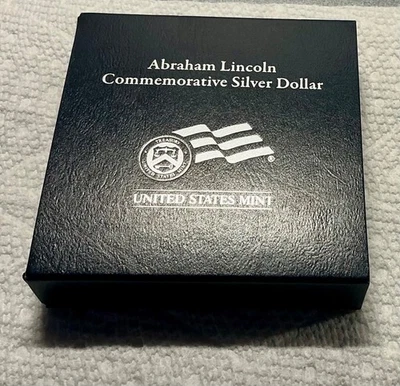 Abraham Lincoln
Commemorative Silver Dollar
®
UNITED STATES MINT